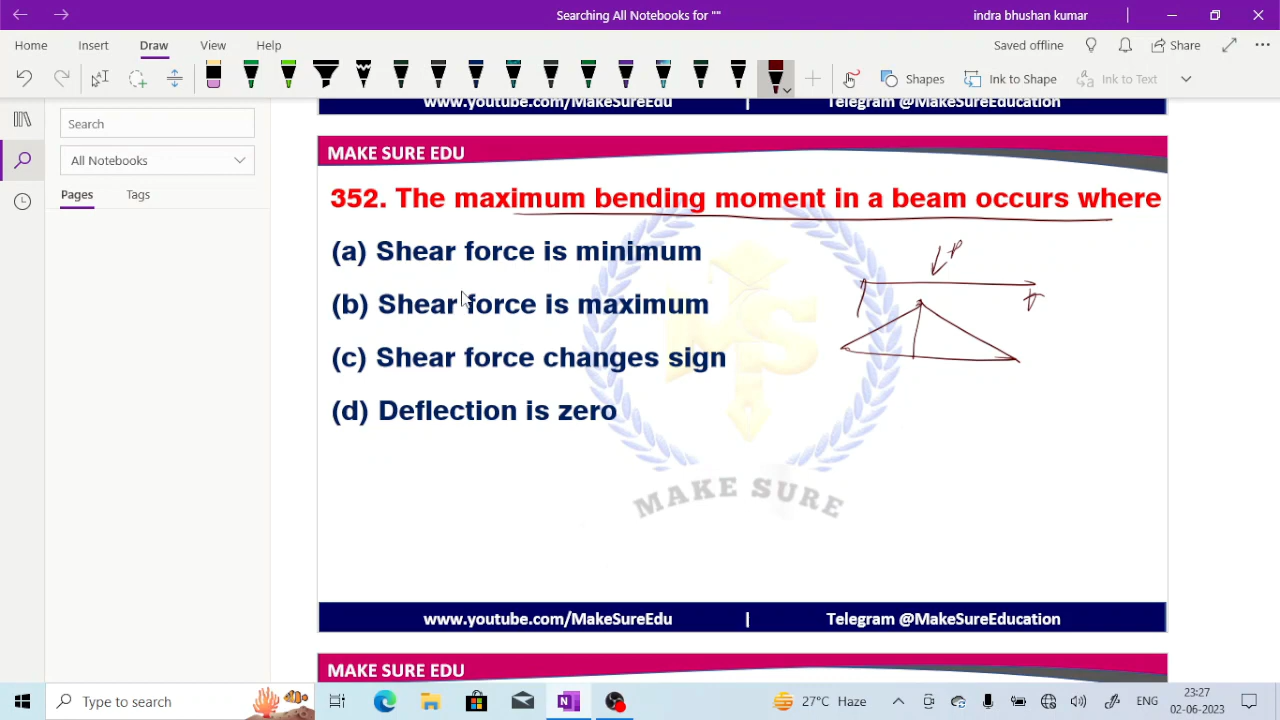 Searching All Notebooks for ""
indra bhushan kumar
Home Insert Draw View Help
Saved offline
Share
Shapes
Ink to Shape
Ink to Text
www.youtube.com/MakeSureEdu | Telegram @MakeSureEducation
Search
All Notebooks
Pages Tags
MAKE SURE EDU
352. The maximum bending moment in a beam occurs where
(a) Shear force is minimum
(b) Shear force is maximum
(c) Shear force changes sign
(d) Deflection is zero
P
MAKE SURE
www.youtube.com/MakeSureEdu | Telegram @MakeSureEducation
MAKE SURE EDU
Type to search
27°C Haze
ENG
23:27
02-06-2023